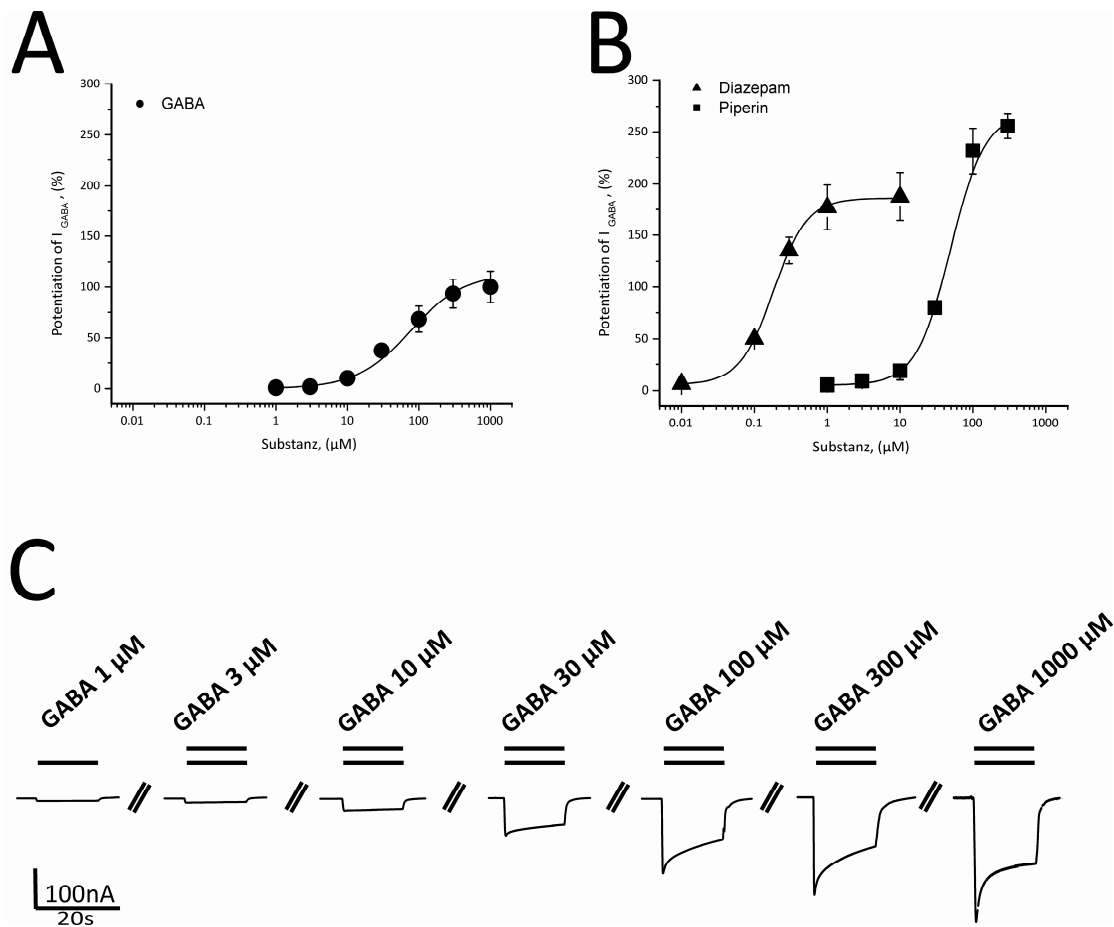 A
B
300
250
200
150
100
50
0
Potentiation of I GABA , (%)
GABA
0.01 0.1 1 10 100 1000
Substanz, (µM)
300
250
200
150
100
50
0
Potentiation of I GABA , (%)
Diazepam
Piperin
0.01 0.1 1 10 100 1000
Substanz, (µM)
C
GABA 1 µM
GABA 3 µM
GABA 10 µM
GABA 30 µM
GABA 100 µM
GABA 300 µM
GABA 1000 µM
100nA
20s